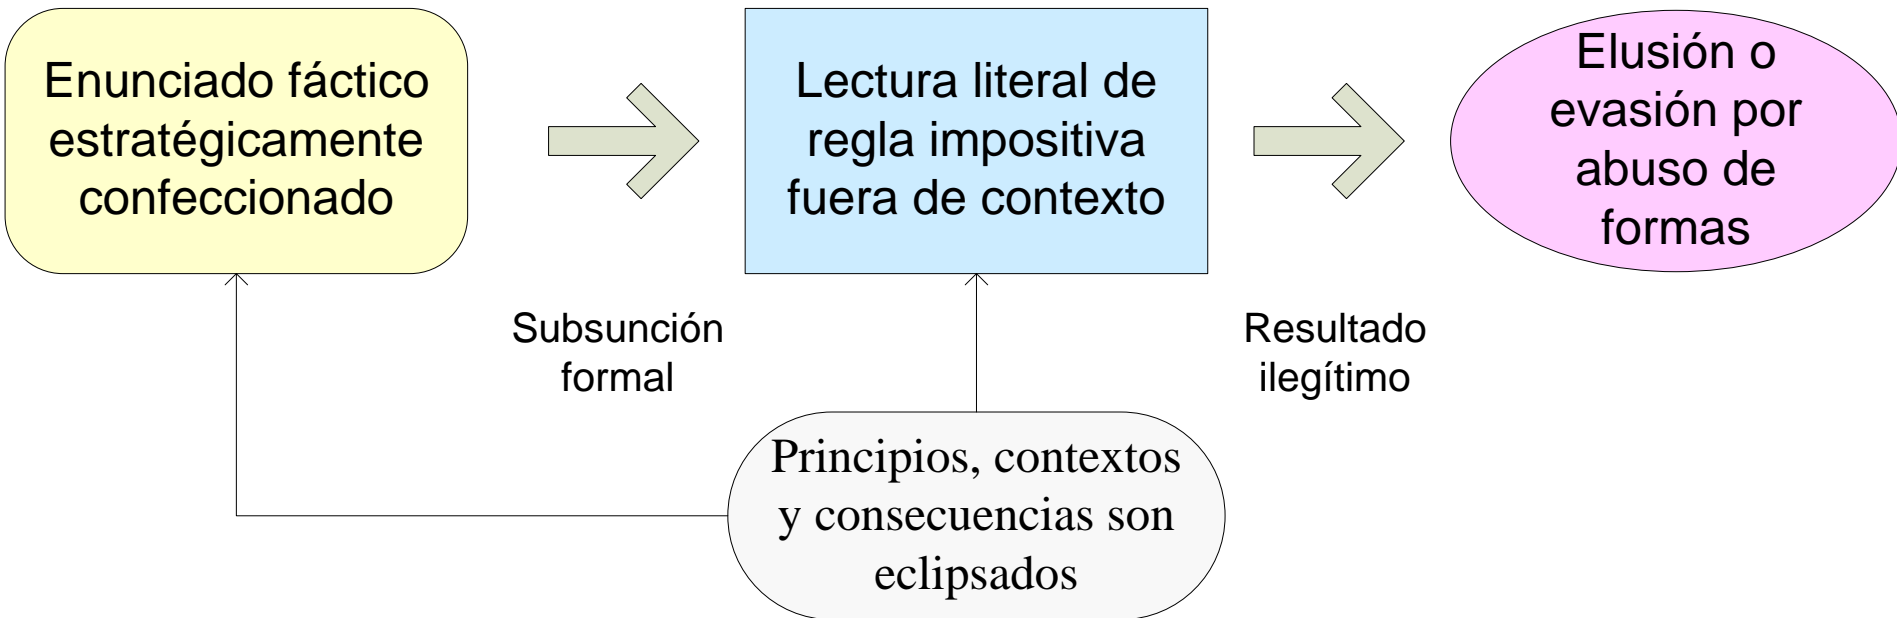 Enunciado fáctico
estratégicamente
confeccionado
Lectura literal de
regla impositiva
fuera de contexto
Elusión o
evasión por
abuso de
formas
Subsunción
formal
Resultado
ilegítimo
Principios, contextos
y consecuencias son
eclipsados